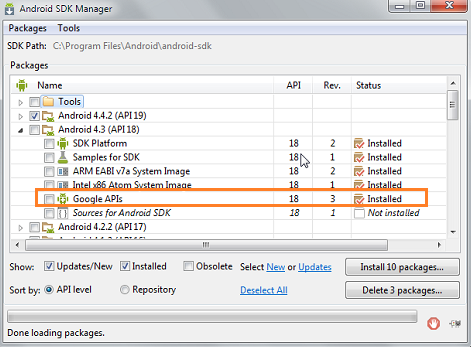 Android SDK Manager
Packages Tools
SDK Path: C:\Program Files\Android\android-sdk
Packages
Name API Rev. Status
Tools
Android 4.4.2 (API 19)
Android 4.3 (API 18)
SDK Platform 18 2 Installed
Samples for SDK 18 1 Installed
ARM EABI v7a System Image 18 2 Installed
Intel x86 Atom System Image 18 1 Installed
Google APIs 18 3 Installed
Sources for Android SDK 18 1 Not installed
Android 4.2.2 (API 17)
Show: Updates/New Installed Obsolete Select New or Updates Install 10 packages...
Sort by: API level Repository Deselect All Delete 3 packages...
Done loading packages.